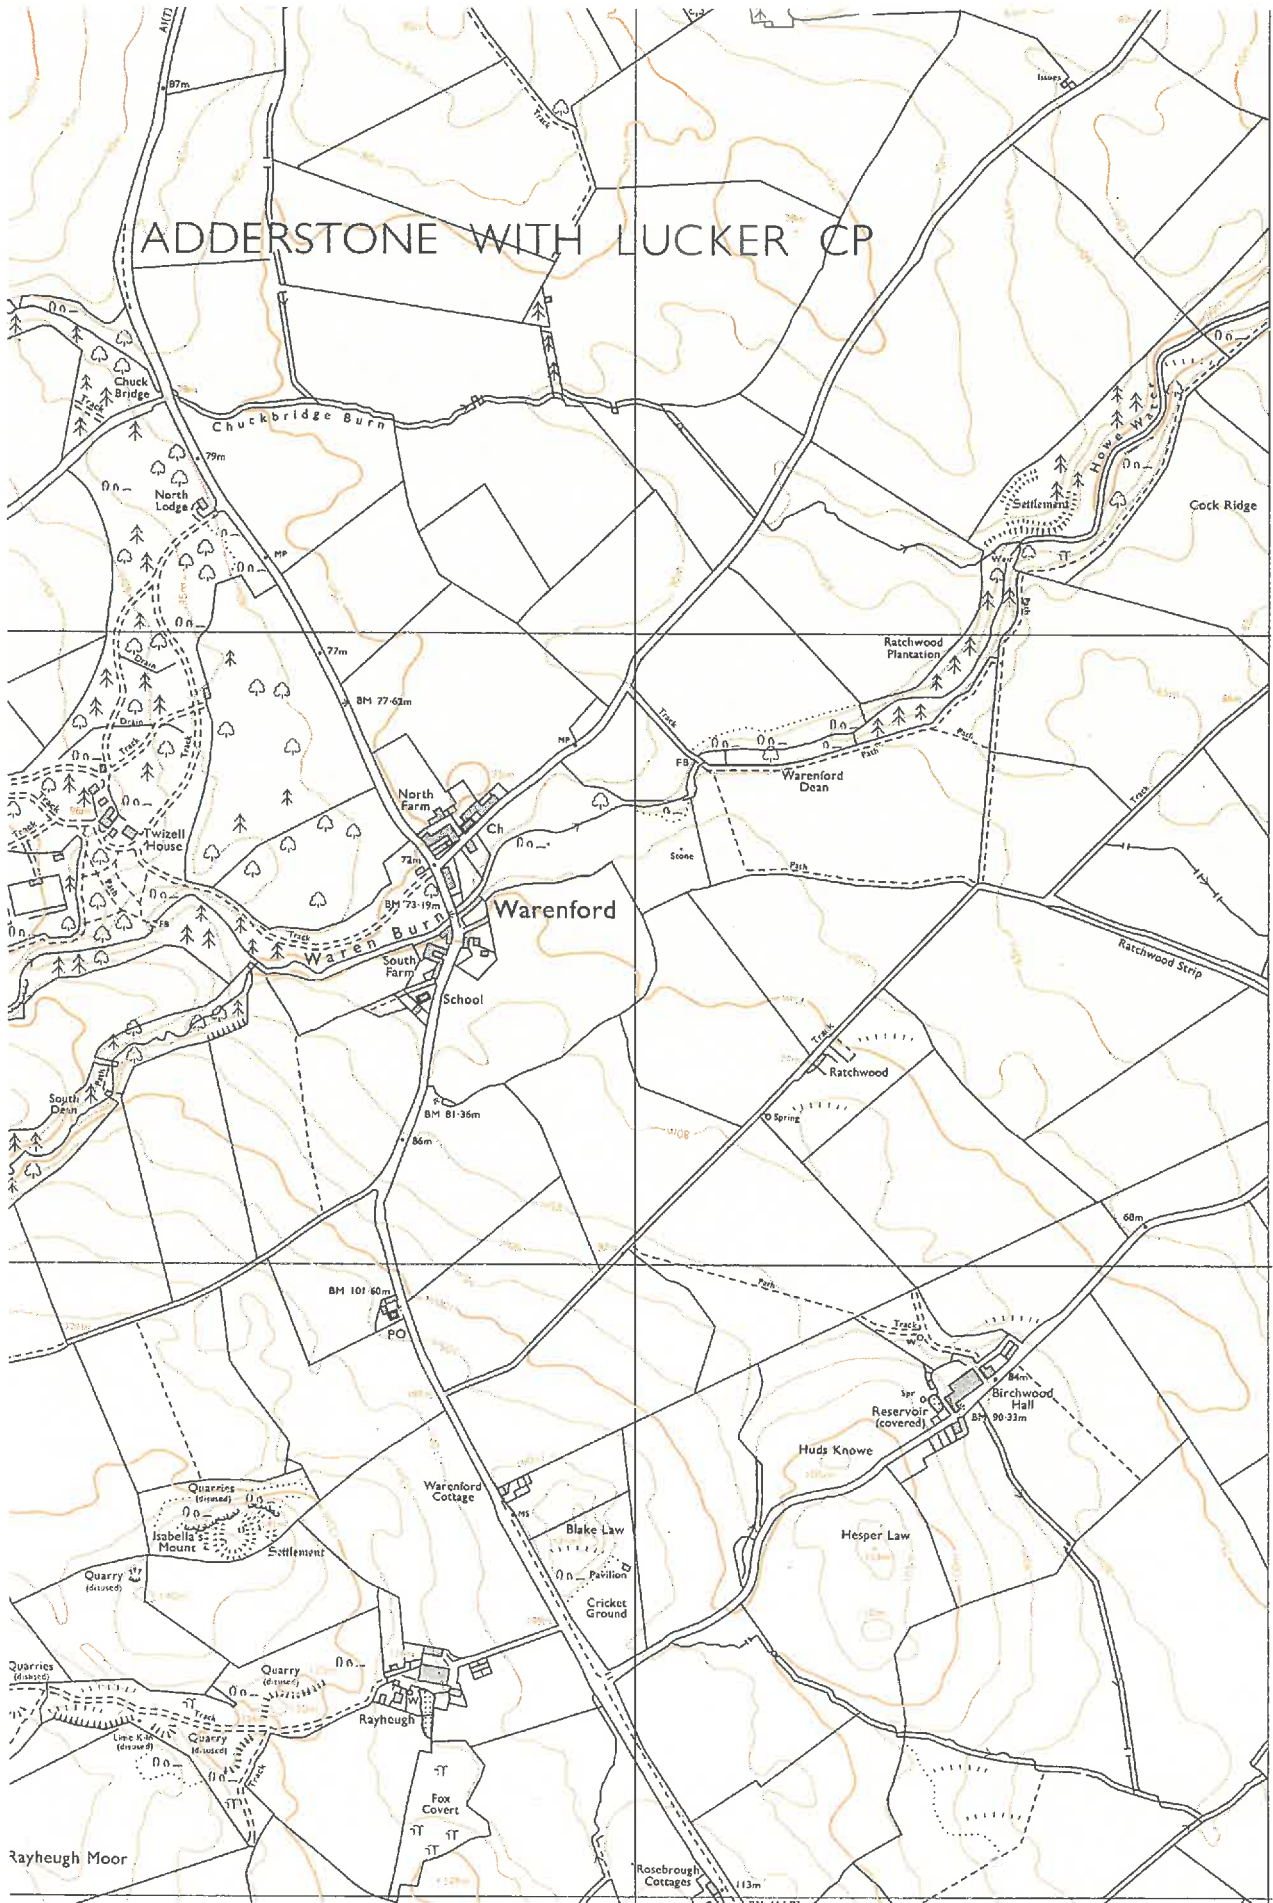 A1(T)
87m
Track
Issues
ADDERSTONE WITH LUCKER CP
Chuck
Bridge
Track
Chuckbridge Burn
79m
North
Lodge
MP
Howe Water
Settlement
Cock Ridge
Weir
Path
Ratchwood
Plantation
77m
Drain
BM 77·62m
Drain
Track
Track
Track
MP
FB
Path
Path
Warenford
Dean
Track
North
Farm
Ch
Track
Track
Twizell
House
Stone
Path
72m
Path
BM 73·19m
Warenford
FB
Track
Waren Burn
South
Farm
School
Ratchwood Strip
Track
Ratchwood
Path
South
Dean
BM 81·36m
Spring
86m
80m
68m
Path
BM 101·60m
PO
Track
W
84m
Birchwood
Hall
Spr
Reservoir
(covered)
BM 90·33m
Huds Knowe
Warenford
Cottage
MS
Quarries
(disused)
Isabella's
Mount
Settlement
Blake Law
Hesper Law
Pavilion
Quarry
(disused)
Cricket
Ground
Quarries
(disused)
Quarry
(disused)
Track
W
Rayheugh
Lime Kiln
(disused)
Quarry
(disused)
Track
Fox
Covert
Rayheugh Moor
Rosebrough
Cottages
113m